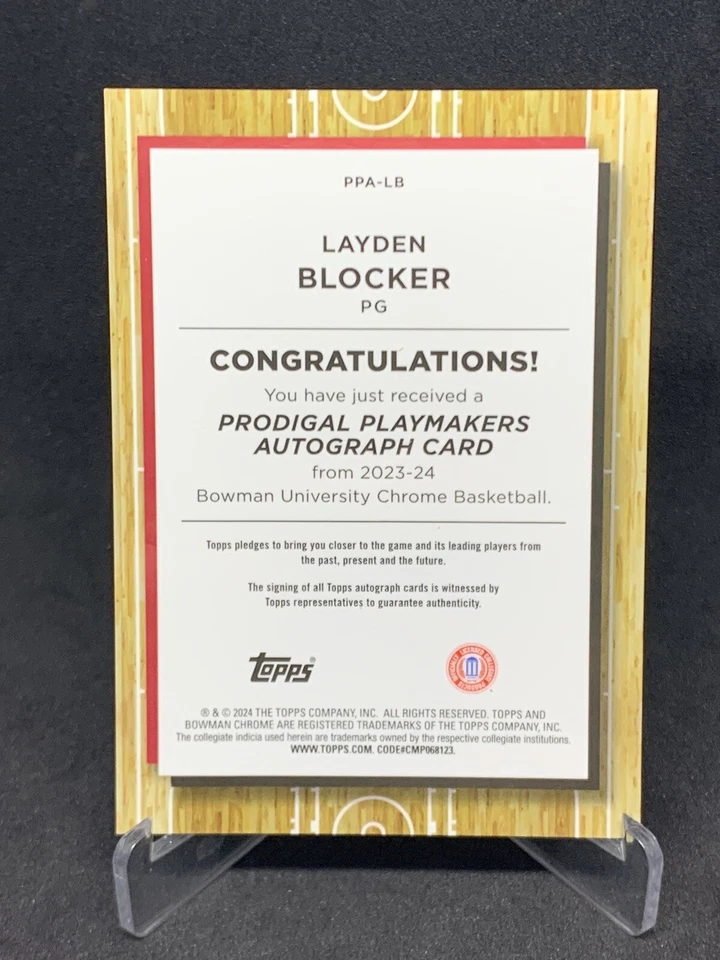 PPA-LB
LAYDEN
BLOCKER
PG
CONGRATULATIONS!
You have just received a
PRODIGAL PLAYMAKERS
AUTOGRAPH CARD
from 2023-24
Bowman University Chrome Basketball.
Topps pledges to bring you closer to the game and its leading players from
the past, present and the future.
The signing of all Topps autograph cards is witnessed by
Topps representatives to guarantee authenticity.
Topps®
OFFICIALLY LICENSED COLLEGIATE PRODUCTS
® & © 2024 THE TOPPS COMPANY, INC. ALL RIGHTS RESERVED. TOPPS AND
BOWMAN CHROME ARE REGISTERED TRADEMARKS OF THE TOPPS COMPANY, INC.
The collegiate indicia used herein are trademarks owned by the respective collegiate institutions.
WWW.TOPPS.COM. CODE#CMP068123.